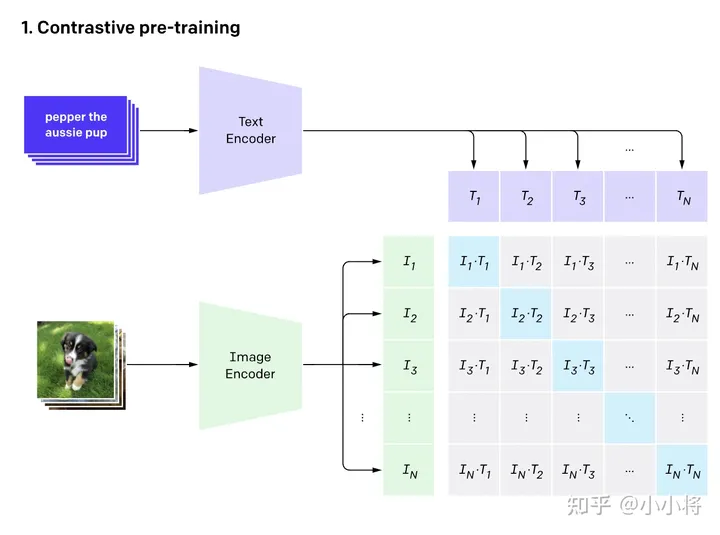 1. Contrastive pre-training
pepper the
aussie pup
Text
Encoder
...
T1 T2 T3 ... TN
I1 I1·T1 I1·T2 I1·T3 ... I1·TN
I2 I2·T1 I2·T2 I2·T3 ... I2·TN
Image
Encoder
I3 I3·T1 I3·T2 I3·T3 ... I3·TN
⋮ ⋮ ⋮ ⋮ ⋮ ⋱ ⋮
IN IN·T1 IN·T2 IN·T3 ... IN·TN
知乎 @小小将